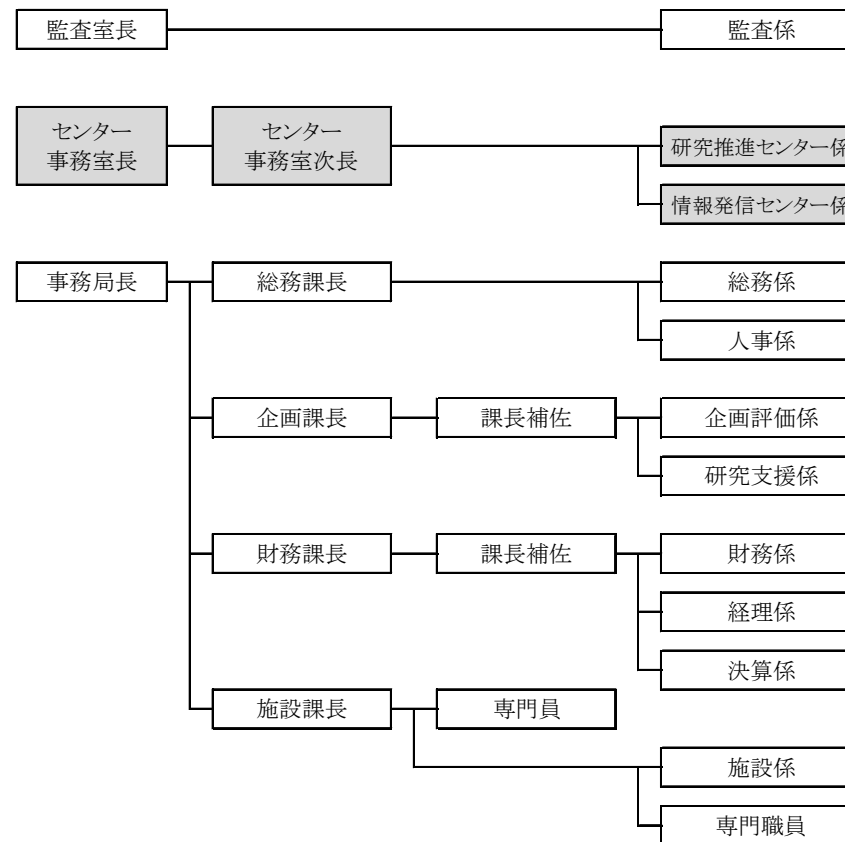 監査室長
監査係
センター
事務室長
センター
事務室次長
研究推進センター係
情報発信センター係
事務局長
総務課長
総務係
人事係
企画課長
課長補佐
企画評価係
研究支援係
財務課長
課長補佐
財務係
経理係
決算係
施設課長
専門員
施設係
専門職員